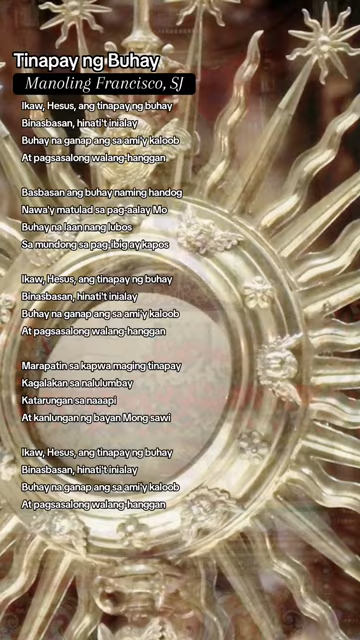 Tinapay ng Buhay
Manoling Francisco, SJ
Ikaw, Hesus, ang tinapay ng buhay
Binasbasan, hinati't inialay
Buhay na ganap ang sa ami'y kaloob
At pagsasalong walang-hanggan
Basbasan ang buhay naming handog
Nawa'y matulad sa pag-aalay Mo
Buhay na laan nang lubos
Sa mundong sa pag-ibig ay kapos
Ikaw, Hesus, ang tinapay ng buhay
Binasbasan, hinati't inialay
Buhay na ganap ang sa ami'y kaloob
At pagsasalong walang-hanggan
Marapatin sa kapwa maging tinapay
Kagalakan sa nalulumbay
Katarungan sa naaapi
At kanlungan ng bayan Mong sawi
Ikaw, Hesus, ang tinapay ng buhay
Binasbasan, hinati't inialay
Buhay na ganap ang sa ami'y kaloob
At pagsasalong walang-hanggan